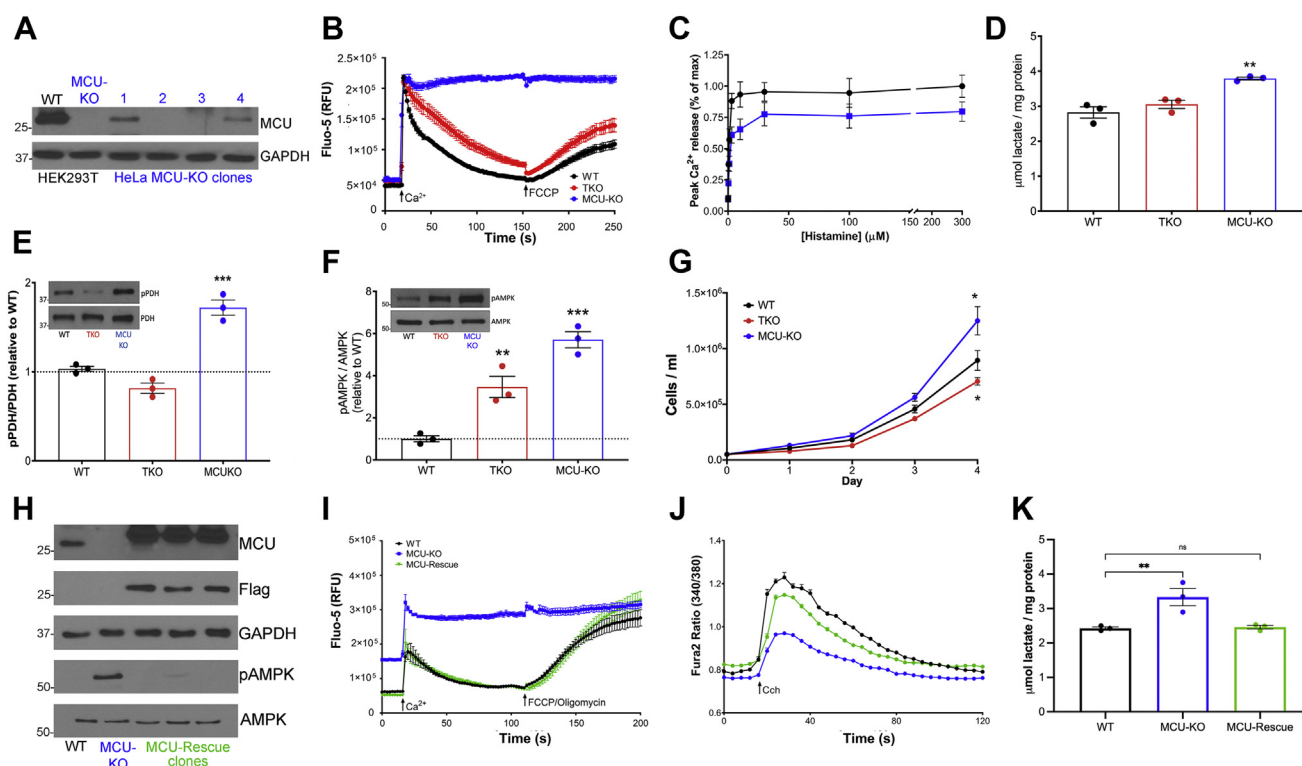 A
WT
MCU-
KO
1
2
3
4
25-
MCU
37-
GAPDH
HEK293T
HeLa MCU-KO clones
B
Fluo-5 (RFU)
2.5×10⁵
2.0×10⁵
1.5×10⁵
1.0×10⁵
5×10⁴
0
Ca²⁺
FCCP
WT
TKO
MCU-KO
0 50 100 150 200 250
Time (s)
C
Peak Ca²⁺ release (% of max)
1.25
1.00
0.75
0.50
0.25
0.00
0 50 100 150 200 250 300
[Histamine] (μM)
D
μmol lactate / mg protein
5
4
3
2
1
0
**
WT TKO MCU-KO
E
pPDH/PDH (relative to WT)
2
1
0
37-
pPDH
37-
PDH
WT
TKO
MCU
KO
***
WT TKO MCUKO
F
pAMPK / AMPK
(relative to WT)
8
6
4
2
0
50-
pAMPK
50-
AMPK
WT
TKO
MCU-
KO
**
***
WT TKO MCU-KO
G
Cells / ml
1.5×10⁶
1.0×10⁶
5.0×10⁵
0.0
WT
TKO
MCU-KO
*
*
0 1 2 3 4
Day
H
25-
MCU
25-
Flag
37-
GAPDH
50-
pAMPK
50-
AMPK
WT
MCU-
KO
MCU-Rescue
clones
I
Fluo-5 (RFU)
5×10⁵
4×10⁵
3×10⁵
2×10⁵
1×10⁵
0
WT
MCU-KO
MCU-Rescue
Ca²⁺
FCCP/Oligomycin
0 50 100 150 200
Time (s)
J
Fura2 Ratio (340/380)
1.4
1.2
1.0
0.8
0.6
Cch
0 40 80 120
Time (s)
K
μmol lactate / mg protein
5
4
3
2
1
0
ns
**
WT MCU-KO MCU-Rescue